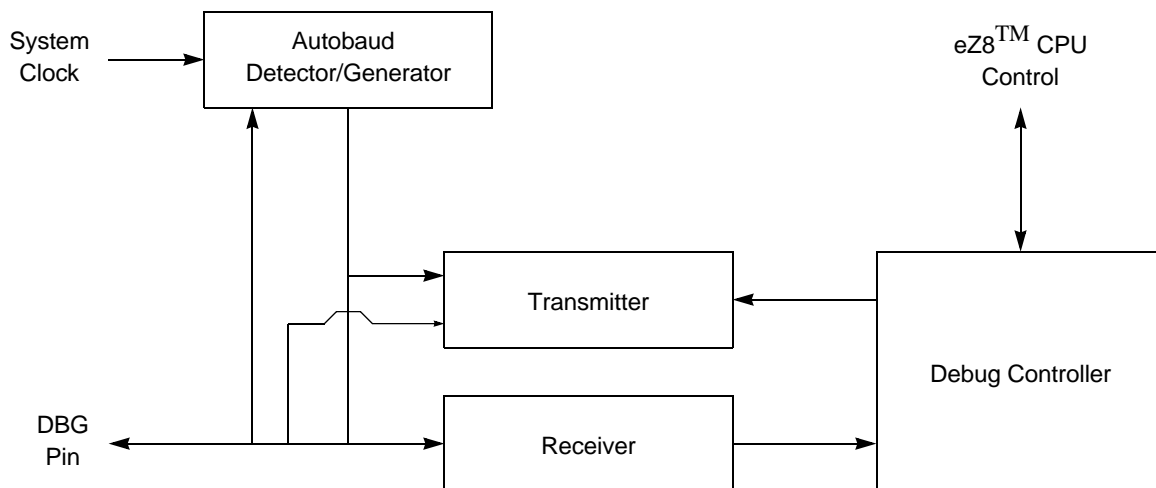 System
Clock
Autobaud
Detector/Generator
eZ8™ CPU
Control
Transmitter
Debug Controller
DBG
Pin
Receiver